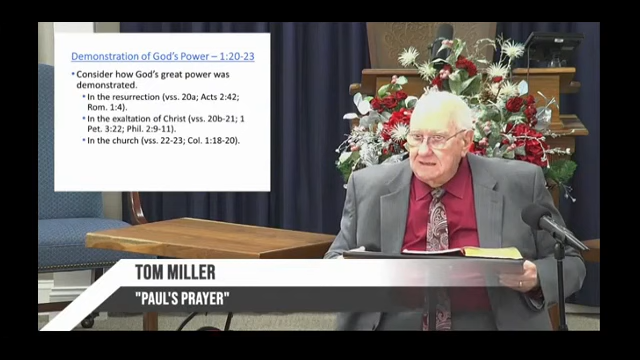 Demonstration of God's Power – 1:20-23
• Consider how God's great power was
demonstrated.
• In the resurrection (vss. 20a; Acts 2:42;
Rom. 1:4).
• In the exaltation of Christ (vss. 20b-21; 1
Pet. 3:22; Phil. 2:9-11).
• In the church (vss. 22-23; Col. 1:18-20).
TOM MILLER
"PAUL'S PRAYER"